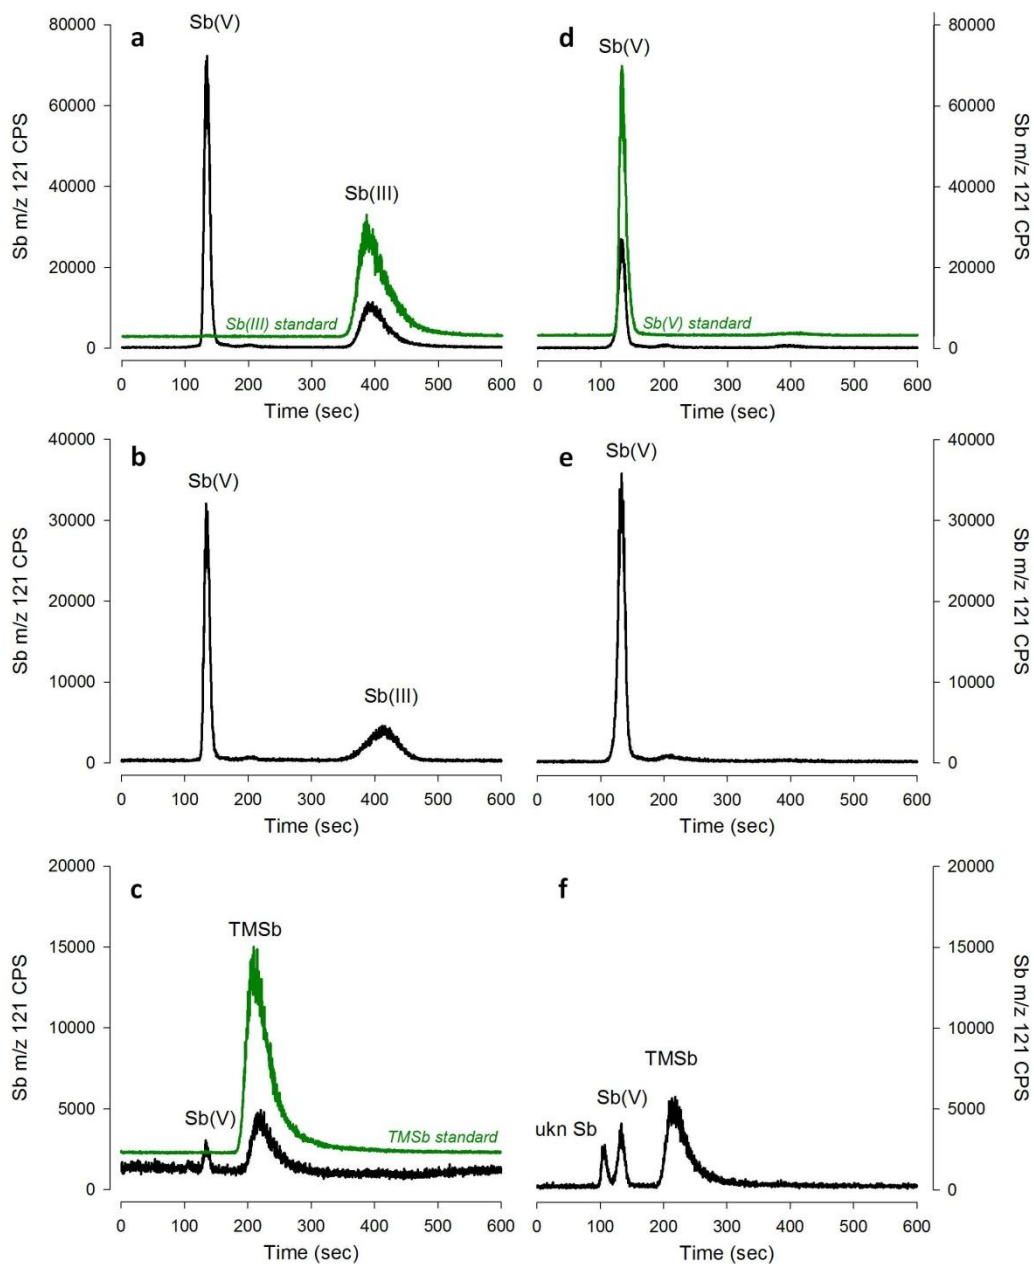 a
Sb(V)
Sb(III)
Sb(III) standard
Sb m/z 121 CPS
80000
60000
40000
20000
0
0 100 200 300 400 500 600
Time (sec)
d
Sb(V)
Sb(V) standard
80000
60000
40000
20000
0
Sb m/z 121 CPS
0 100 200 300 400 500 600
Time (sec)
b
Sb(V)
Sb(III)
Sb m/z 121 CPS
40000
30000
20000
10000
0
0 100 200 300 400 500 600
Time (sec)
e
Sb(V)
40000
30000
20000
10000
0
Sb m/z 121 CPS
0 100 200 300 400 500 600
Time (sec)
c
TMSb
Sb(V)
TMSb standard
Sb m/z 121 CPS
20000
15000
10000
5000
0
0 100 200 300 400 500 600
Time (sec)
f
TMSb
Sb(V)
ukn Sb
20000
15000
10000
5000
0
Sb m/z 121 CPS
0 100 200 300 400 500 600
Time (sec)